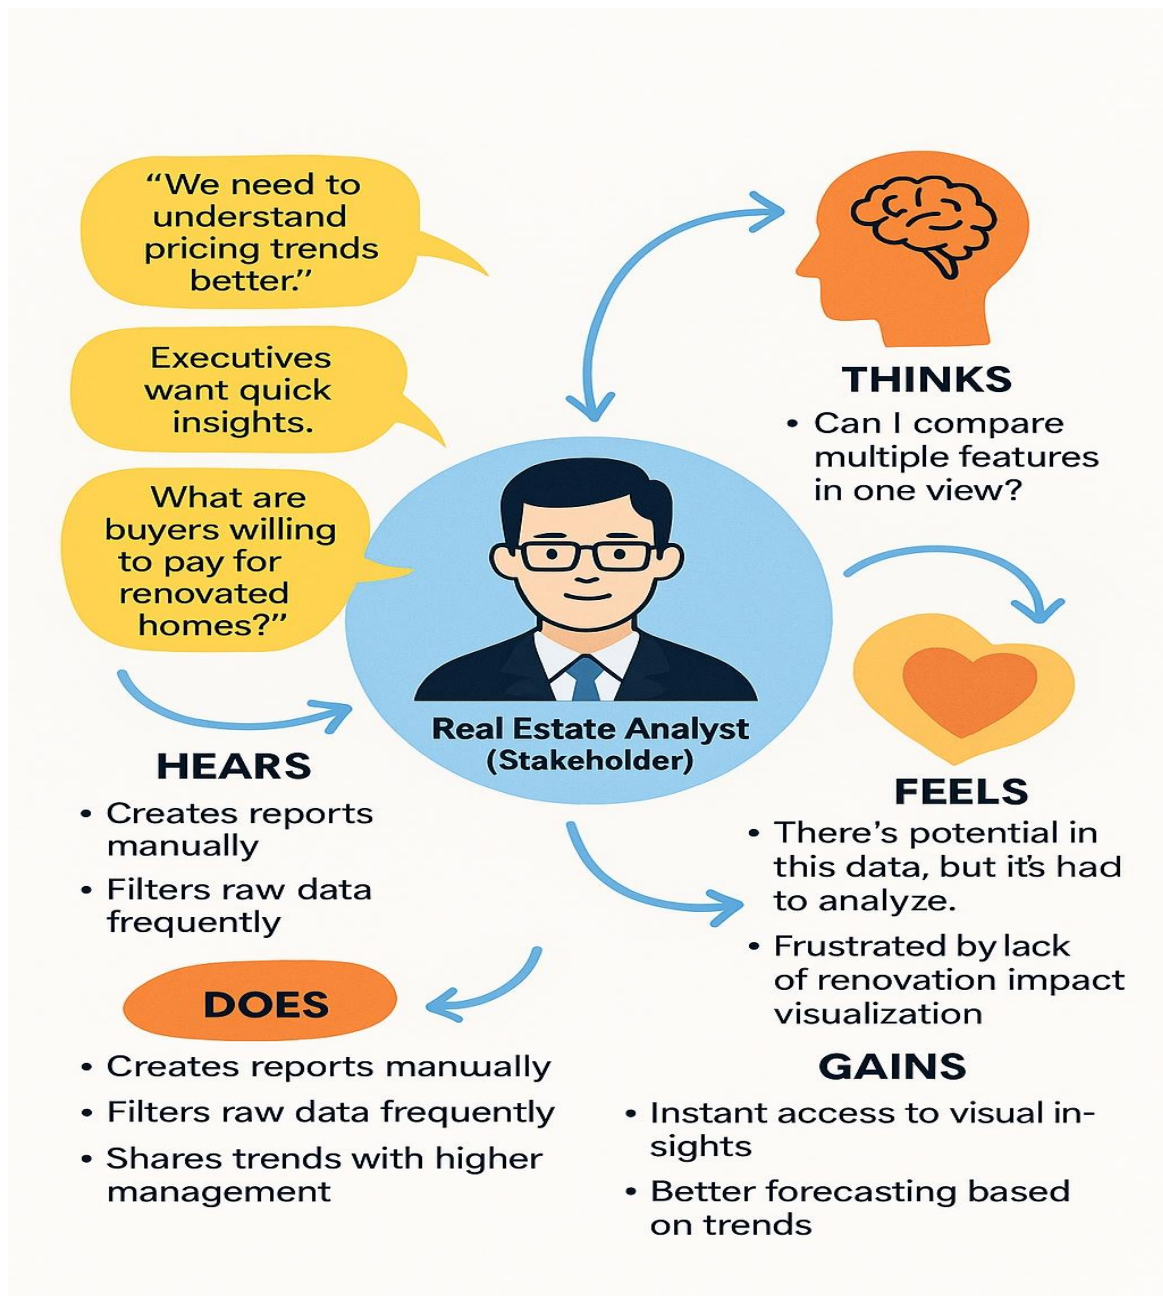 “We need to
understand
pricing trends
better.”
Executives
want quick
insights.
What are
buyers willing
to pay for
renovated
homes?”
THINKS
• Can I compare
multiple features
in one view?
Real Estate Analyst
(Stakeholder)
HEARS
• Creates reports
manually
• Filters raw data
frequently
FEELS
• There’s potential in
this data, but it’s had
to analyze.
• Frustrated by lack
of renovation impact
visualization
DOES
• Creates reports manually
• Filters raw data frequently
• Shares trends with higher
management
GAINS
• Instant access to visual in-
sights
• Better forecasting based
on trends